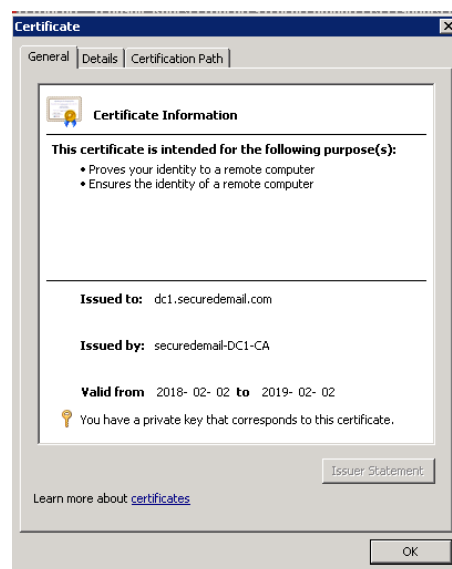 Certificate
General
Details
Certification Path
Certificate Information
This certificate is intended for the following purpose(s):
• Proves your identity to a remote computer
• Ensures the identity of a remote computer
Issued to: dc1.securedemail.com
Issued by: securedemail-DC1-CA
Valid from 2018- 02- 02 to 2019- 02- 02
You have a private key that corresponds to this certificate.
Issuer Statement
Learn more about certificates
OK